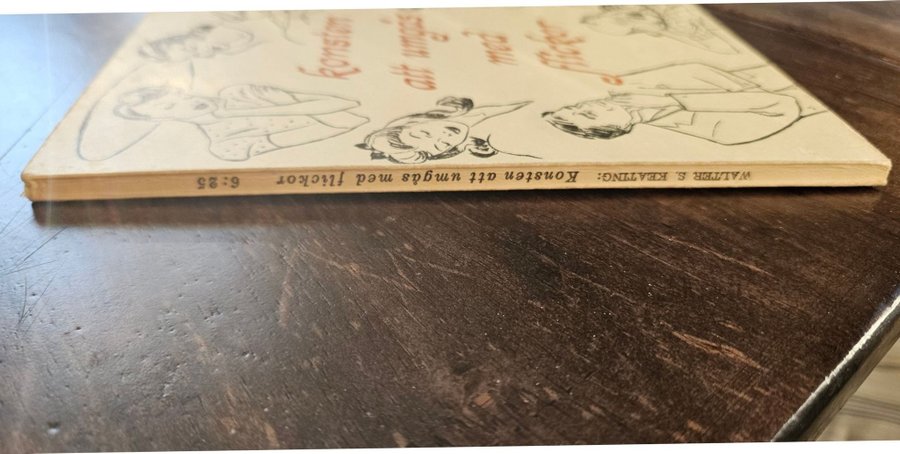 konsten
att umgås
med
flickor
WALTER S. KEATING: Konsten att umgås med flickor 6:25